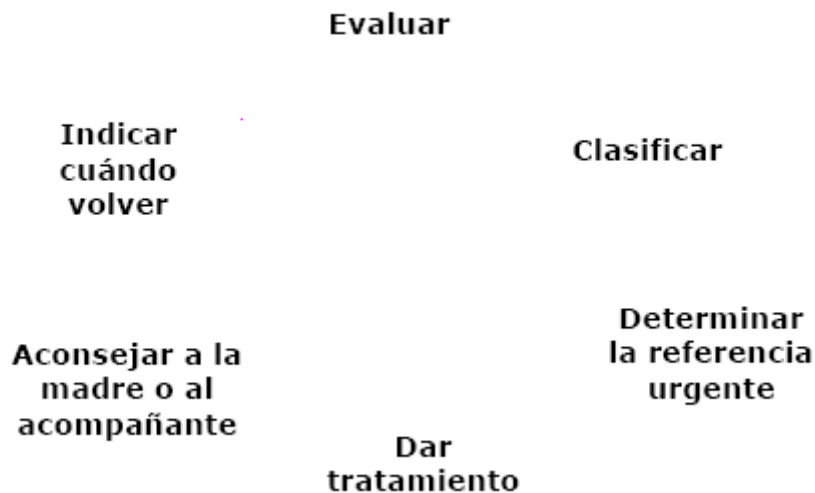 Evaluar
Clasificar
Determinar
la referencia
urgente
Dar
tratamiento
Aconsejar a la
madre o al
acompañante
Indicar
cuándo
volver